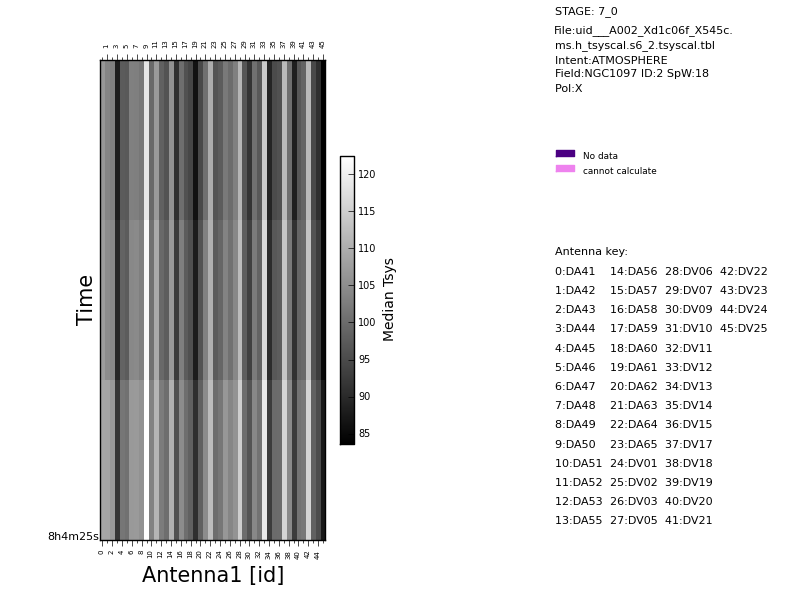 STAGE: 7_0
File:uid___A002_Xd1c06f_X545c.
ms.h_tsyscal.s6_2.tsyscal.tbl
Intent:ATMOSPHERE
Field:NGC1097 ID:2 SpW:18
Pol:X
1 3 5 7 9 11 13 15 17 19 21 23 25 27 29 31 33 35 37 39 41 43 45
No data
cannot calculate
120
115
110
105
100
95
90
85
Median Tsys
Time
8h4m25s
0 2 4 6 8 10 12 14 16 18 20 22 24 26 28 30 32 34 36 38 40 42 44
Antenna1 [id]
Antenna key:
0:DA41 14:DA56 28:DV06 42:DV22
1:DA42 15:DA57 29:DV07 43:DV23
2:DA43 16:DA58 30:DV09 44:DV24
3:DA44 17:DA59 31:DV10 45:DV25
4:DA45 18:DA60 32:DV11
5:DA46 19:DA61 33:DV12
6:DA47 20:DA62 34:DV13
7:DA48 21:DA63 35:DV14
8:DA49 22:DA64 36:DV15
9:DA50 23:DA65 37:DV17
10:DA51 24:DV01 38:DV18
11:DA52 25:DV02 39:DV19
12:DA53 26:DV03 40:DV20
13:DA55 27:DV05 41:DV21